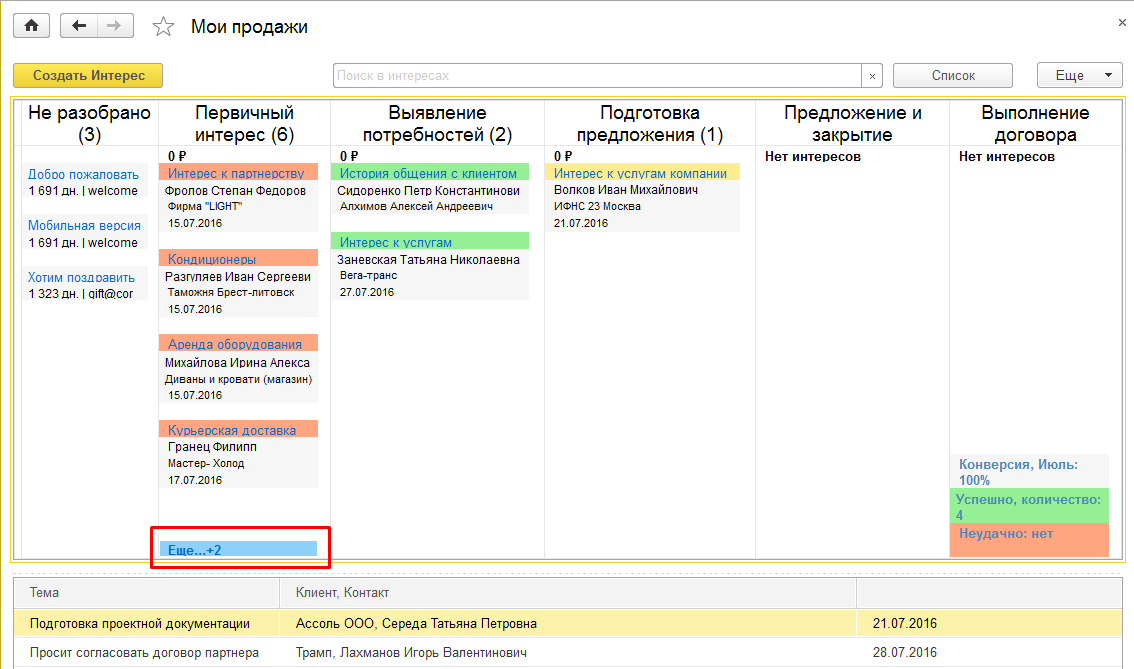 Мои продажи
×
Создать Интерес
Поиск в интересах
×
Список
Еще
Не разобрано
(3)
Добро пожаловать
1 691 дн. | welcome
Мобильная версия
1 691 дн. | welcome
Хотим поздравить
1 323 дн. | gift@cor
Первичный
интерес (6)
0 ₽
Интерес к партнерству
Фролов Степан Федоров
Фирма "LIGHT"
15.07.2016
Кондиционеры
Разгуляев Иван Сергееви
Таможня Брест-литовск
15.07.2016
Аренда оборудования
Михайлова Ирина Алекса
Диваны и кровати (магазин)
15.07.2016
Курьерская доставка
Гранец Филипп
Мастер- Холод
17.07.2016
Еще...+2
Выявление
потребностей (2)
0 ₽
История общения с клиентом
Сидоренко Петр Константинови
Алхимов Алексей Андреевич
Интерес к услугам
Заневская Татьяна Николаевна
Вега-транс
27.07.2016
Подготовка
предложения (1)
0 ₽
Интерес к услугам компании
Волков Иван Михайлович
ИФНС 23 Москва
21.07.2016
Предложение и
закрытие
Нет интересов
Выполнение
договора
Нет интересов
Конверсия, Июль:
100%
Успешно, количество:
4
Неудачно: нет
Тема
Клиент, Контакт
Подготовка проектной документации
Ассоль ООО, Середа Татьяна Петровна
21.07.2016
Просит согласовать договор партнера
Трамп, Лахманов Игорь Валентинович
28.07.2016